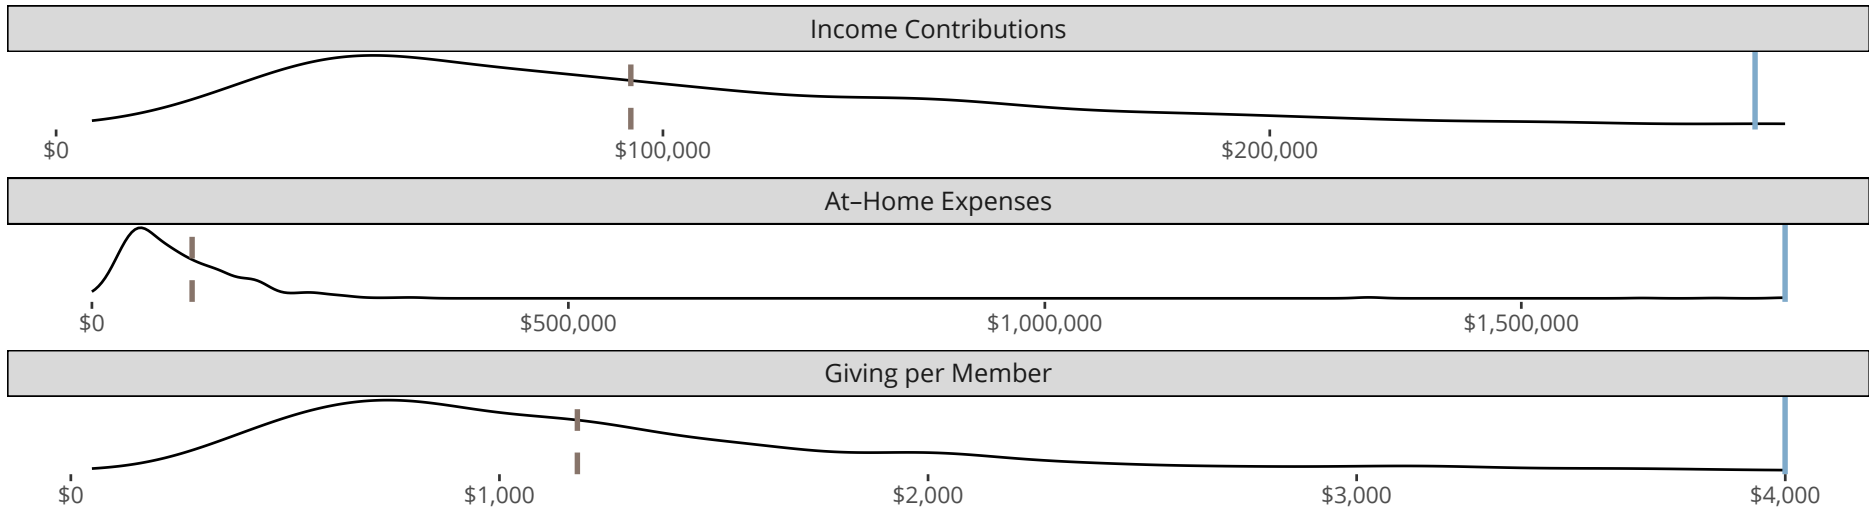 Income Contributions
$0 $100,000 $200,000
At–Home Expenses
$0 $500,000 $1,000,000 $1,500,000
Giving per Member
$0 $1,000 $2,000 $3,000 $4,000